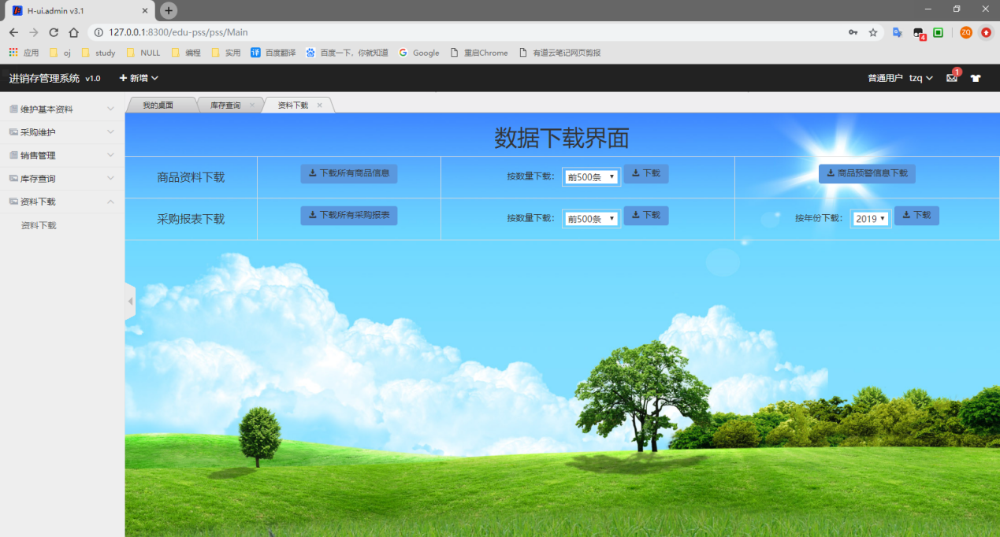 H-ui.admin v3.1
127.0.0.1:8300/edu-pss/pss/Main
ZQ
4
应用 oj study NULL 编程 实用 译 百度翻译 百度一下，你就知道 G Google 重启Chrome 有道云笔记网页剪报
进销存管理系统 v1.0 新增 普通用户 tzq 1
我的桌面 库存查询 资料下载
维护基本资料
采购维护
销售管理
库存查询
资料下载
资料下载
数据下载界面
商品资料下载 下载所有商品信息 按数量下载： 前500条 下载 商品预警信息下载
采购报表下载 下载所有采购报表 按数量下载： 前500条 下载 按年份下载： 2019 下载